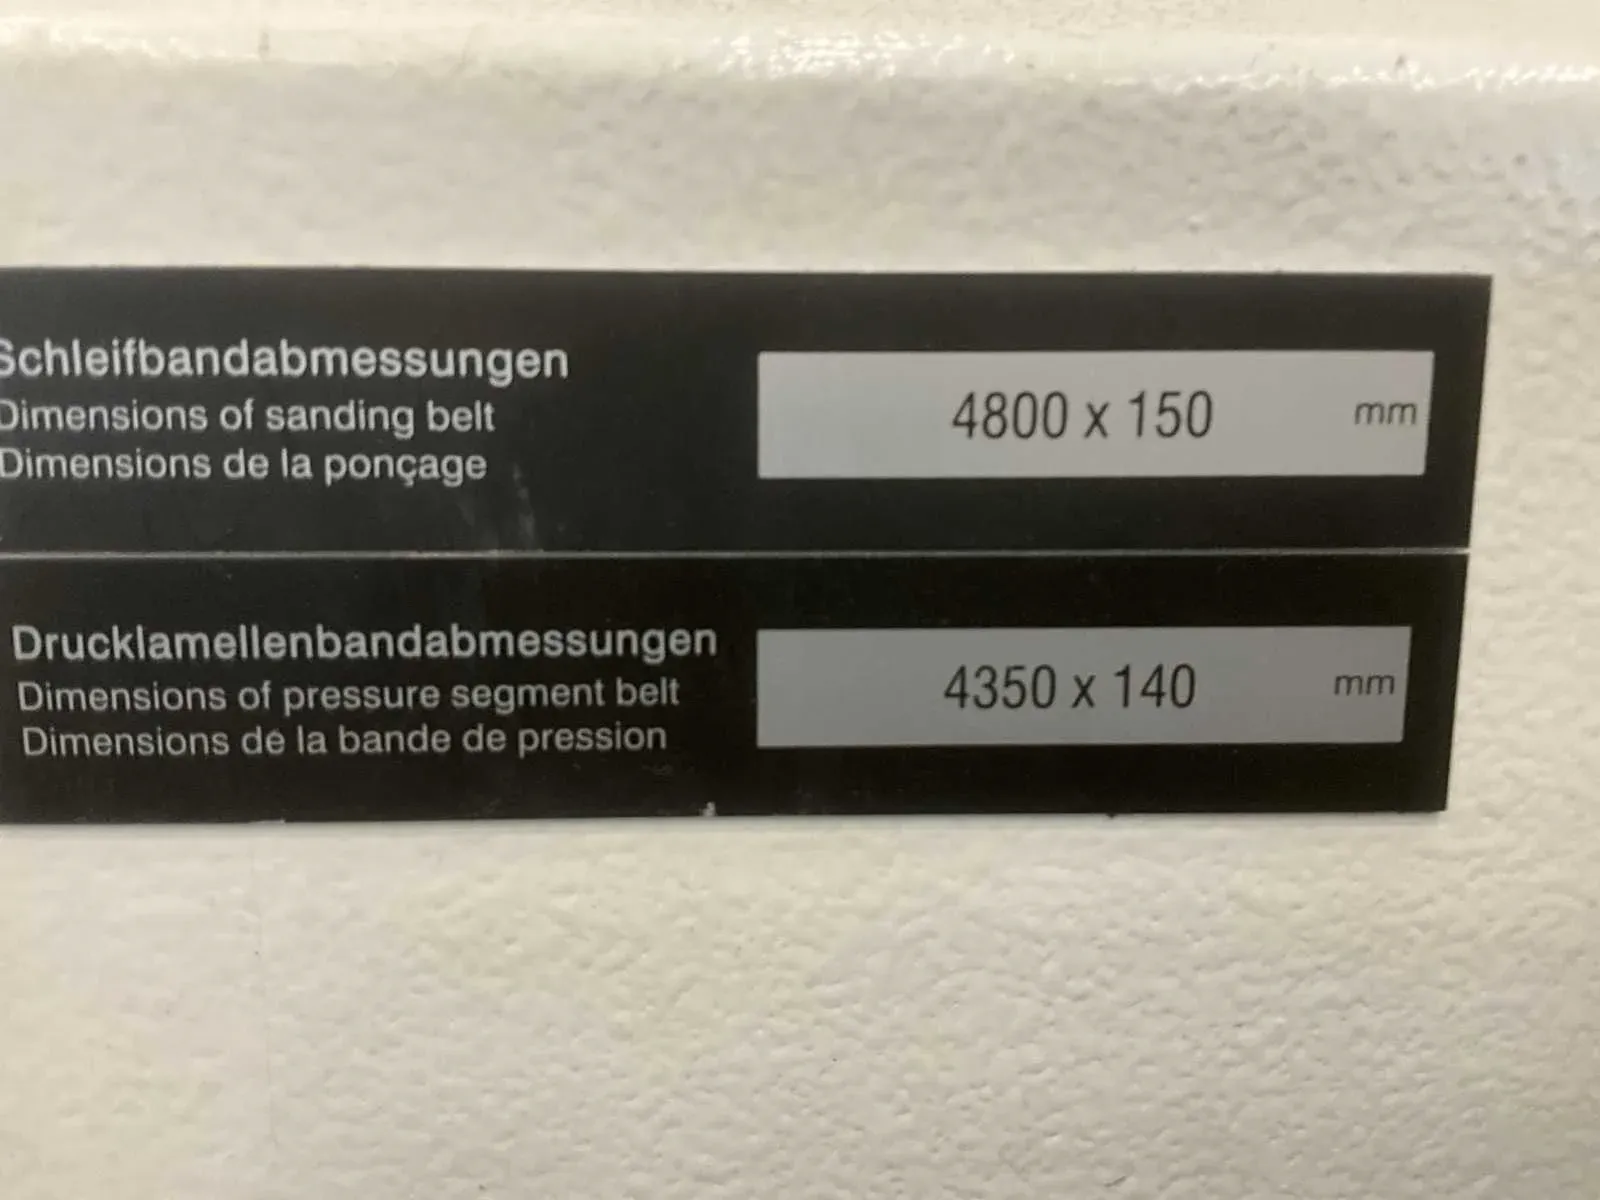 Schleifbandabmessungen
Dimensions of sanding belt
Dimensions de la ponçage
4800 x 150 mm
Drucklamellenbandabmessungen
Dimensions of pressure segment belt
Dimensions de la bande de pression
4350 x 140 mm